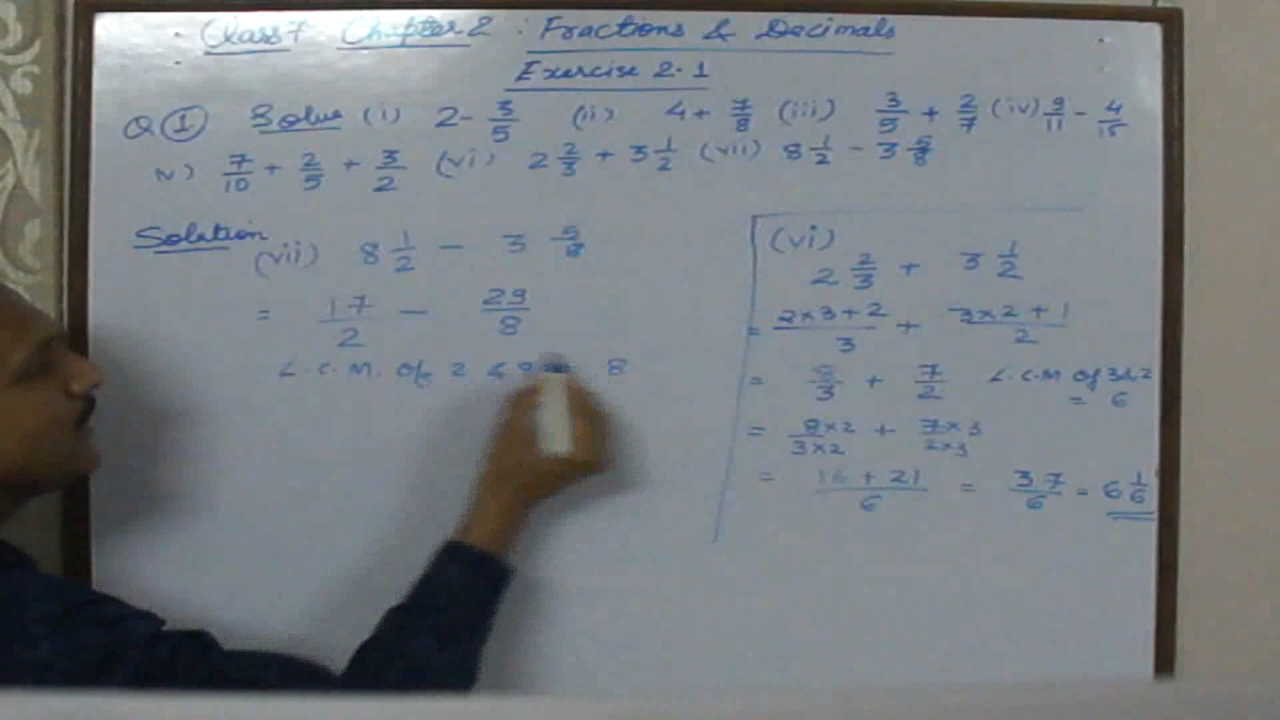 Class 7 Chapter 2 : Fractions & Decimals
Exercise 2.1
Q ① Solve (i) 2 - 3/5 (ii) 4 + 7/8 (iii) 3/5 + 2/7 (iv) 9/11 - 4/15
v) 7/10 + 2/5 + 3/2 (vi) 2 2/3 + 3 1/2 (vii) 8 1/2 - 3 5/8
Solution
(vii) 8 1/2 - 3 5/8
= 17/2 - 29/8
L.C.M. of 2 & 8 = 8
(vi)
2 2/3 + 3 1/2
= 2×3+2/3 + 3×2+1/2
= 8/3 + 7/2 L.C.M of 3&2
= 6
= 8×2/3×2 + 7×3/2×3
= 16+21/6 = 37/6 = 6 1/6